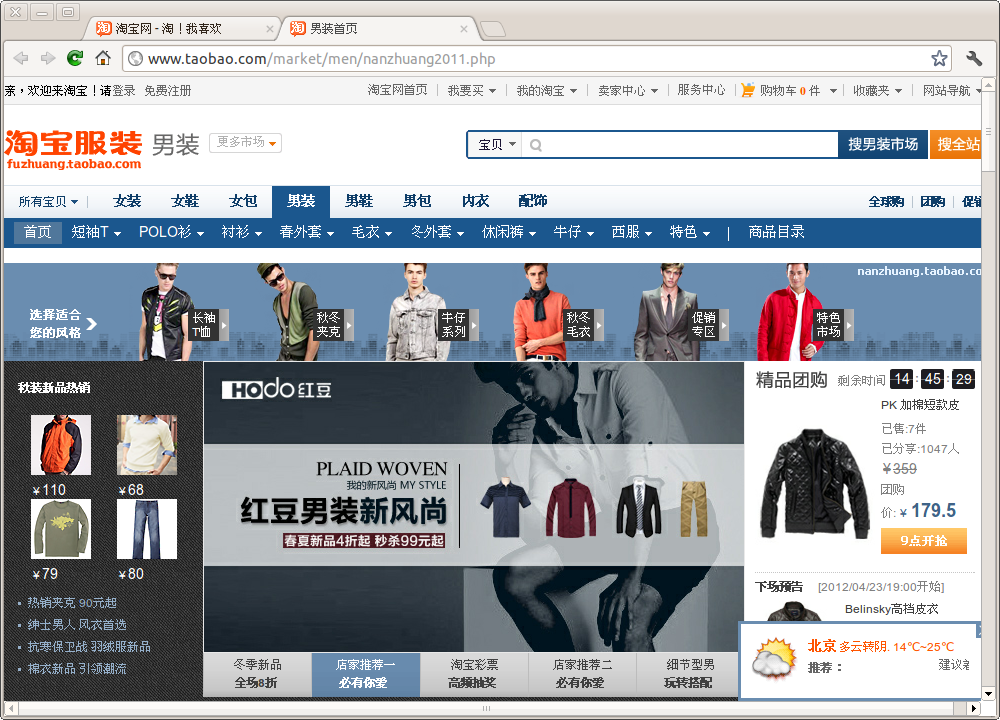 淘宝网 - 淘！我喜欢
男装首页
www.taobao.com/market/men/nanzhuang2011.php
亲，欢迎来淘宝！请登录 免费注册
淘宝网首页 我要买 我的淘宝 卖家中心 服务中心 购物车 0 件 收藏夹 网站导航
淘宝服装 男装 更多市场
fuzhuang.taobao.com
宝贝 搜男装市场 搜全站
所有宝贝 女装 女鞋 女包 男装 男鞋 男包 内衣 配饰 全球购 团购 促销
首页 短袖T POLO衫 衬衫 春外套 毛衣 冬外套 休闲裤 牛仔 西服 特色 | 商品目录
nanzhuang.taobao.co
选择适合
您的风格
长袖
T恤
秋冬
夹克
牛仔
系列
秋冬
毛衣
促销
专区
特色
市场
秋装新品热销
¥110 ¥68
¥79 ¥80
热销夹克 90元起
绅士男人 风衣首选
抗寒保卫战 羽绒服新品
棉衣新品 引领潮流
HOdo红豆
PLAID WOVEN
我的新风尚 MY STYLE
红豆男装新风尚
春夏新品4折起 秒杀99元起
冬季新品
全场8折
店家推荐一
必有你爱
淘宝彩票
高频抽奖
店家推荐二
必有你爱
细节型男
玩转搭配
精品团购 剩余时间 14 : 45 : 29
PK 加棉短款皮
已售:7件
已分享:1047人
¥359
团购
价: ¥ 179.5
9点开抢
下场预告 [2012/04/23/19:00开始]
Belinsky高档皮衣
北京 多云转阴. 14℃~25℃
推荐： 建议着